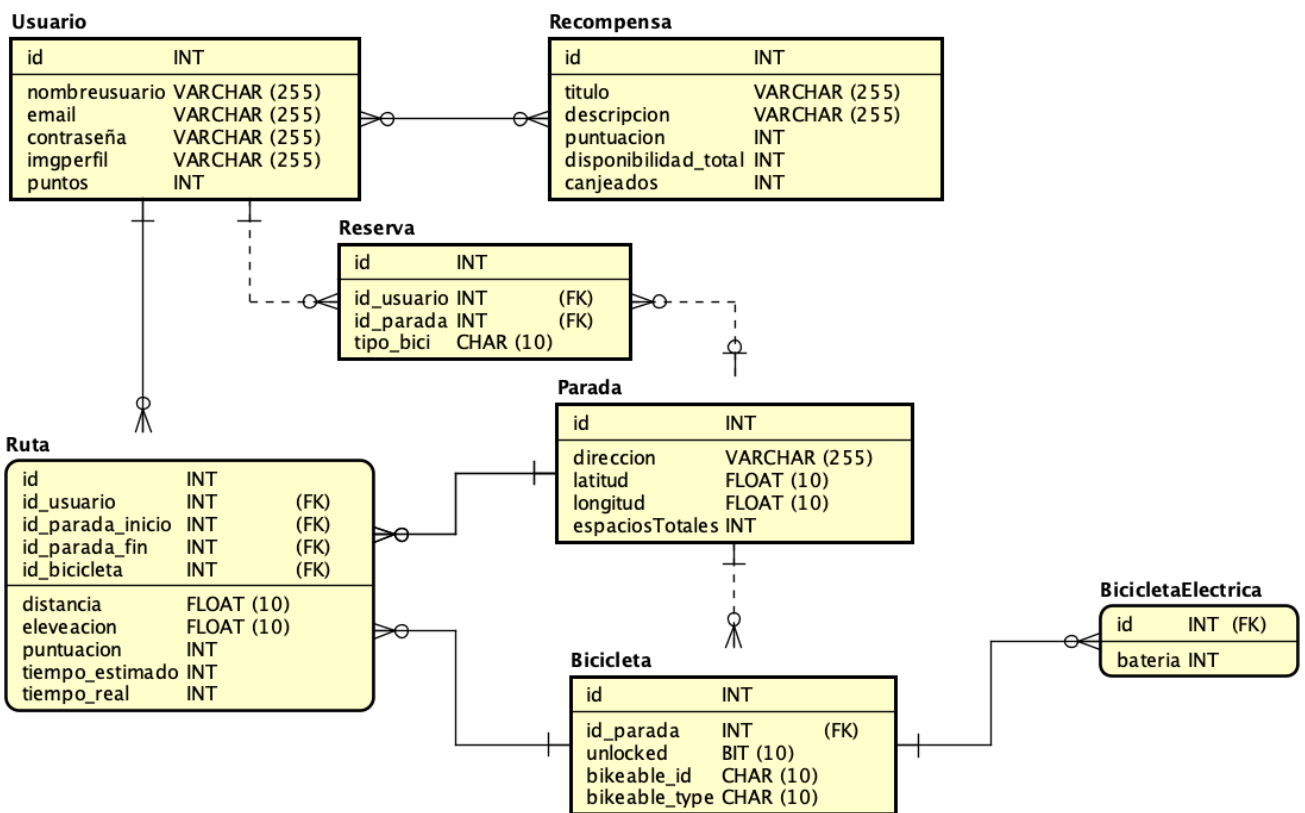 Usuario
id INT
nombreusuario VARCHAR (255)
email VARCHAR (255)
contraseña VARCHAR (255)
imgperfil VARCHAR (255)
puntos INT
Recompensa
id INT
titulo VARCHAR (255)
descripcion VARCHAR (255)
puntuacion INT
disponibilidad_total INT
canjeados INT
Reserva
id INT
id_usuario INT (FK)
id_parada INT (FK)
tipo_bici CHAR (10)
Parada
id INT
direccion VARCHAR (255)
latitud FLOAT (10)
longitud FLOAT (10)
espaciosTotales INT
Ruta
id INT
id_usuario INT (FK)
id_parada_inicio INT (FK)
id_parada_fin INT (FK)
id_bicicleta INT (FK)
distancia FLOAT (10)
eleveacion FLOAT (10)
puntuacion INT
tiempo_estimado INT
tiempo_real INT
BicicletaElectrica
id INT (FK)
bateria INT
Bicicleta
id INT
id_parada INT (FK)
unlocked BIT (10)
bikeable_id CHAR (10)
bikeable_type CHAR (10)